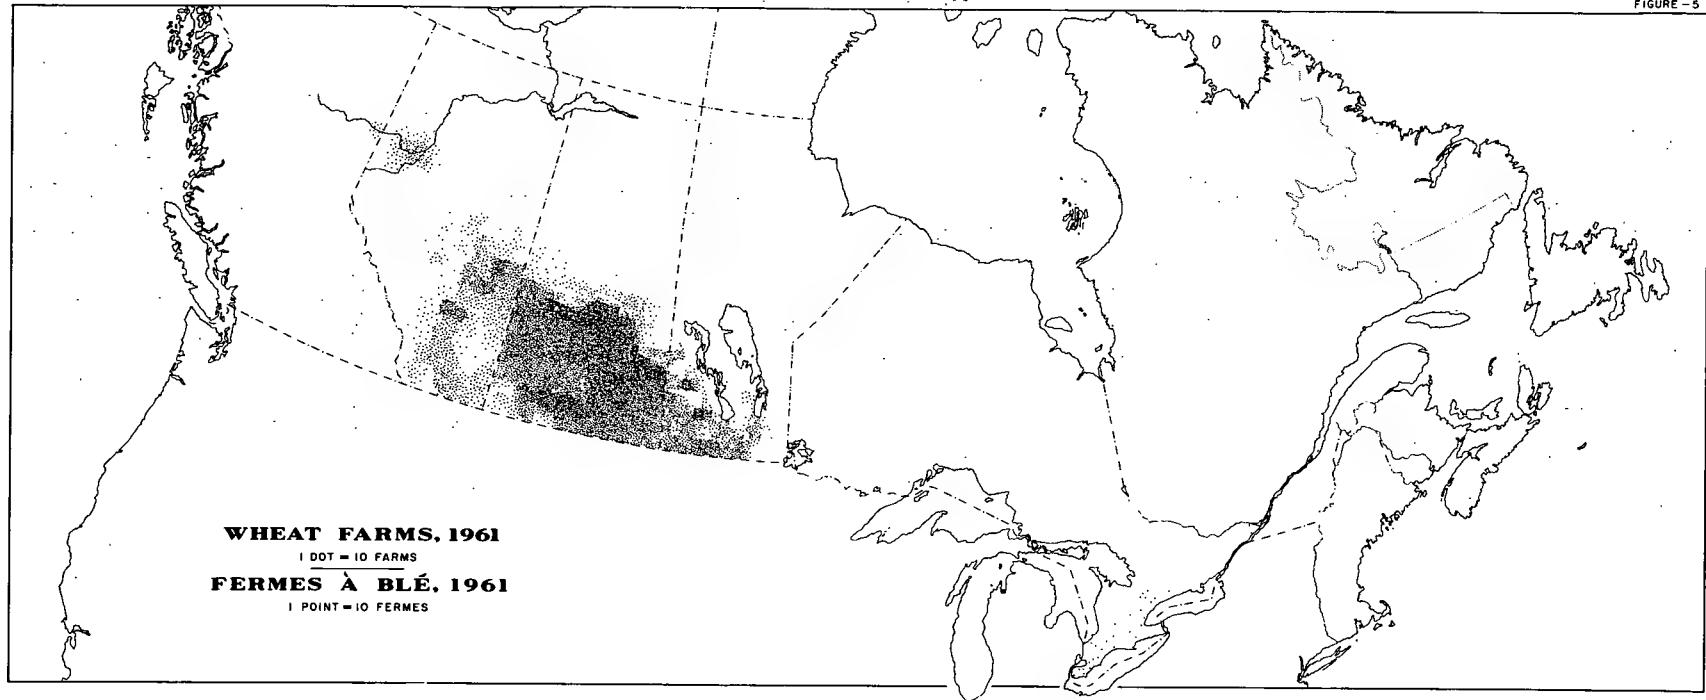 FIGURE - 5
WHEAT FARMS, 1961
1 DOT = 10 FARMS
FERMES À BLÉ, 1961
1 POINT = 10 FERMES